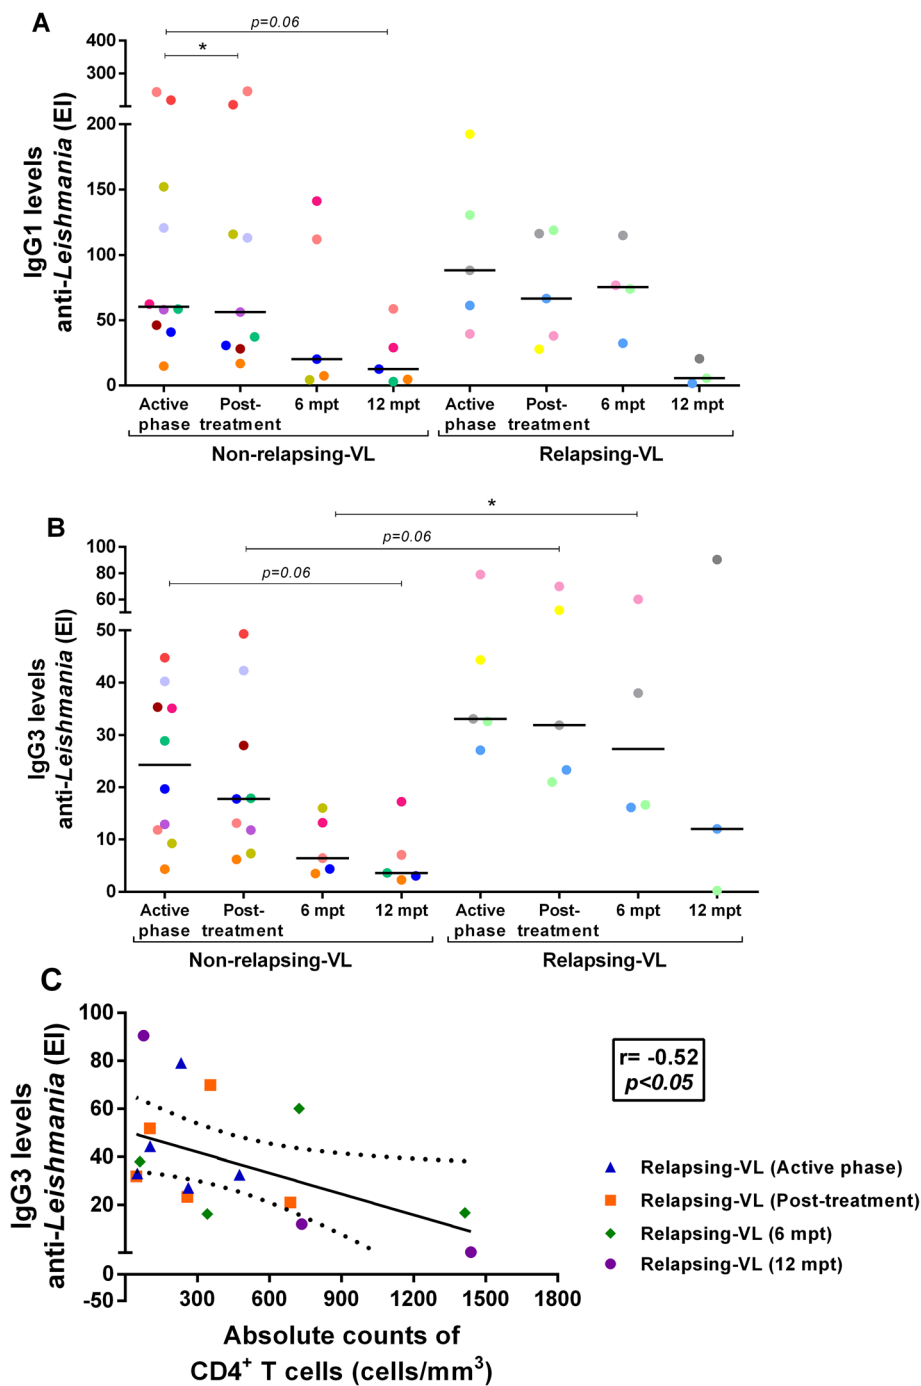 A
p=0.06
*
400
300
200
150
100
50
0
IgG1 levels
anti-Leishmania (EI)
Active
phase
Post-
treatment
6 mpt
12 mpt
Active
phase
Post-
treatment
6 mpt
12 mpt
Non-relapsing-VL
Relapsing-VL
B
*
p=0.06
p=0.06
100
80
60
50
40
30
20
10
0
IgG3 levels
anti-Leishmania (EI)
Active
phase
Post-
treatment
6 mpt
12 mpt
Active
phase
Post-
treatment
6 mpt
12 mpt
Non-relapsing-VL
Relapsing-VL
C
100
80
60
40
20
0
-50
IgG3 levels
anti-Leishmania (EI)
300
600
900
1200
1500
1800
Absolute counts of
CD4⁺ T cells (cells/mm³)
r= -0.52
p<0.05
Relapsing-VL (Active phase)
Relapsing-VL (Post-treatment)
Relapsing-VL (6 mpt)
Relapsing-VL (12 mpt)